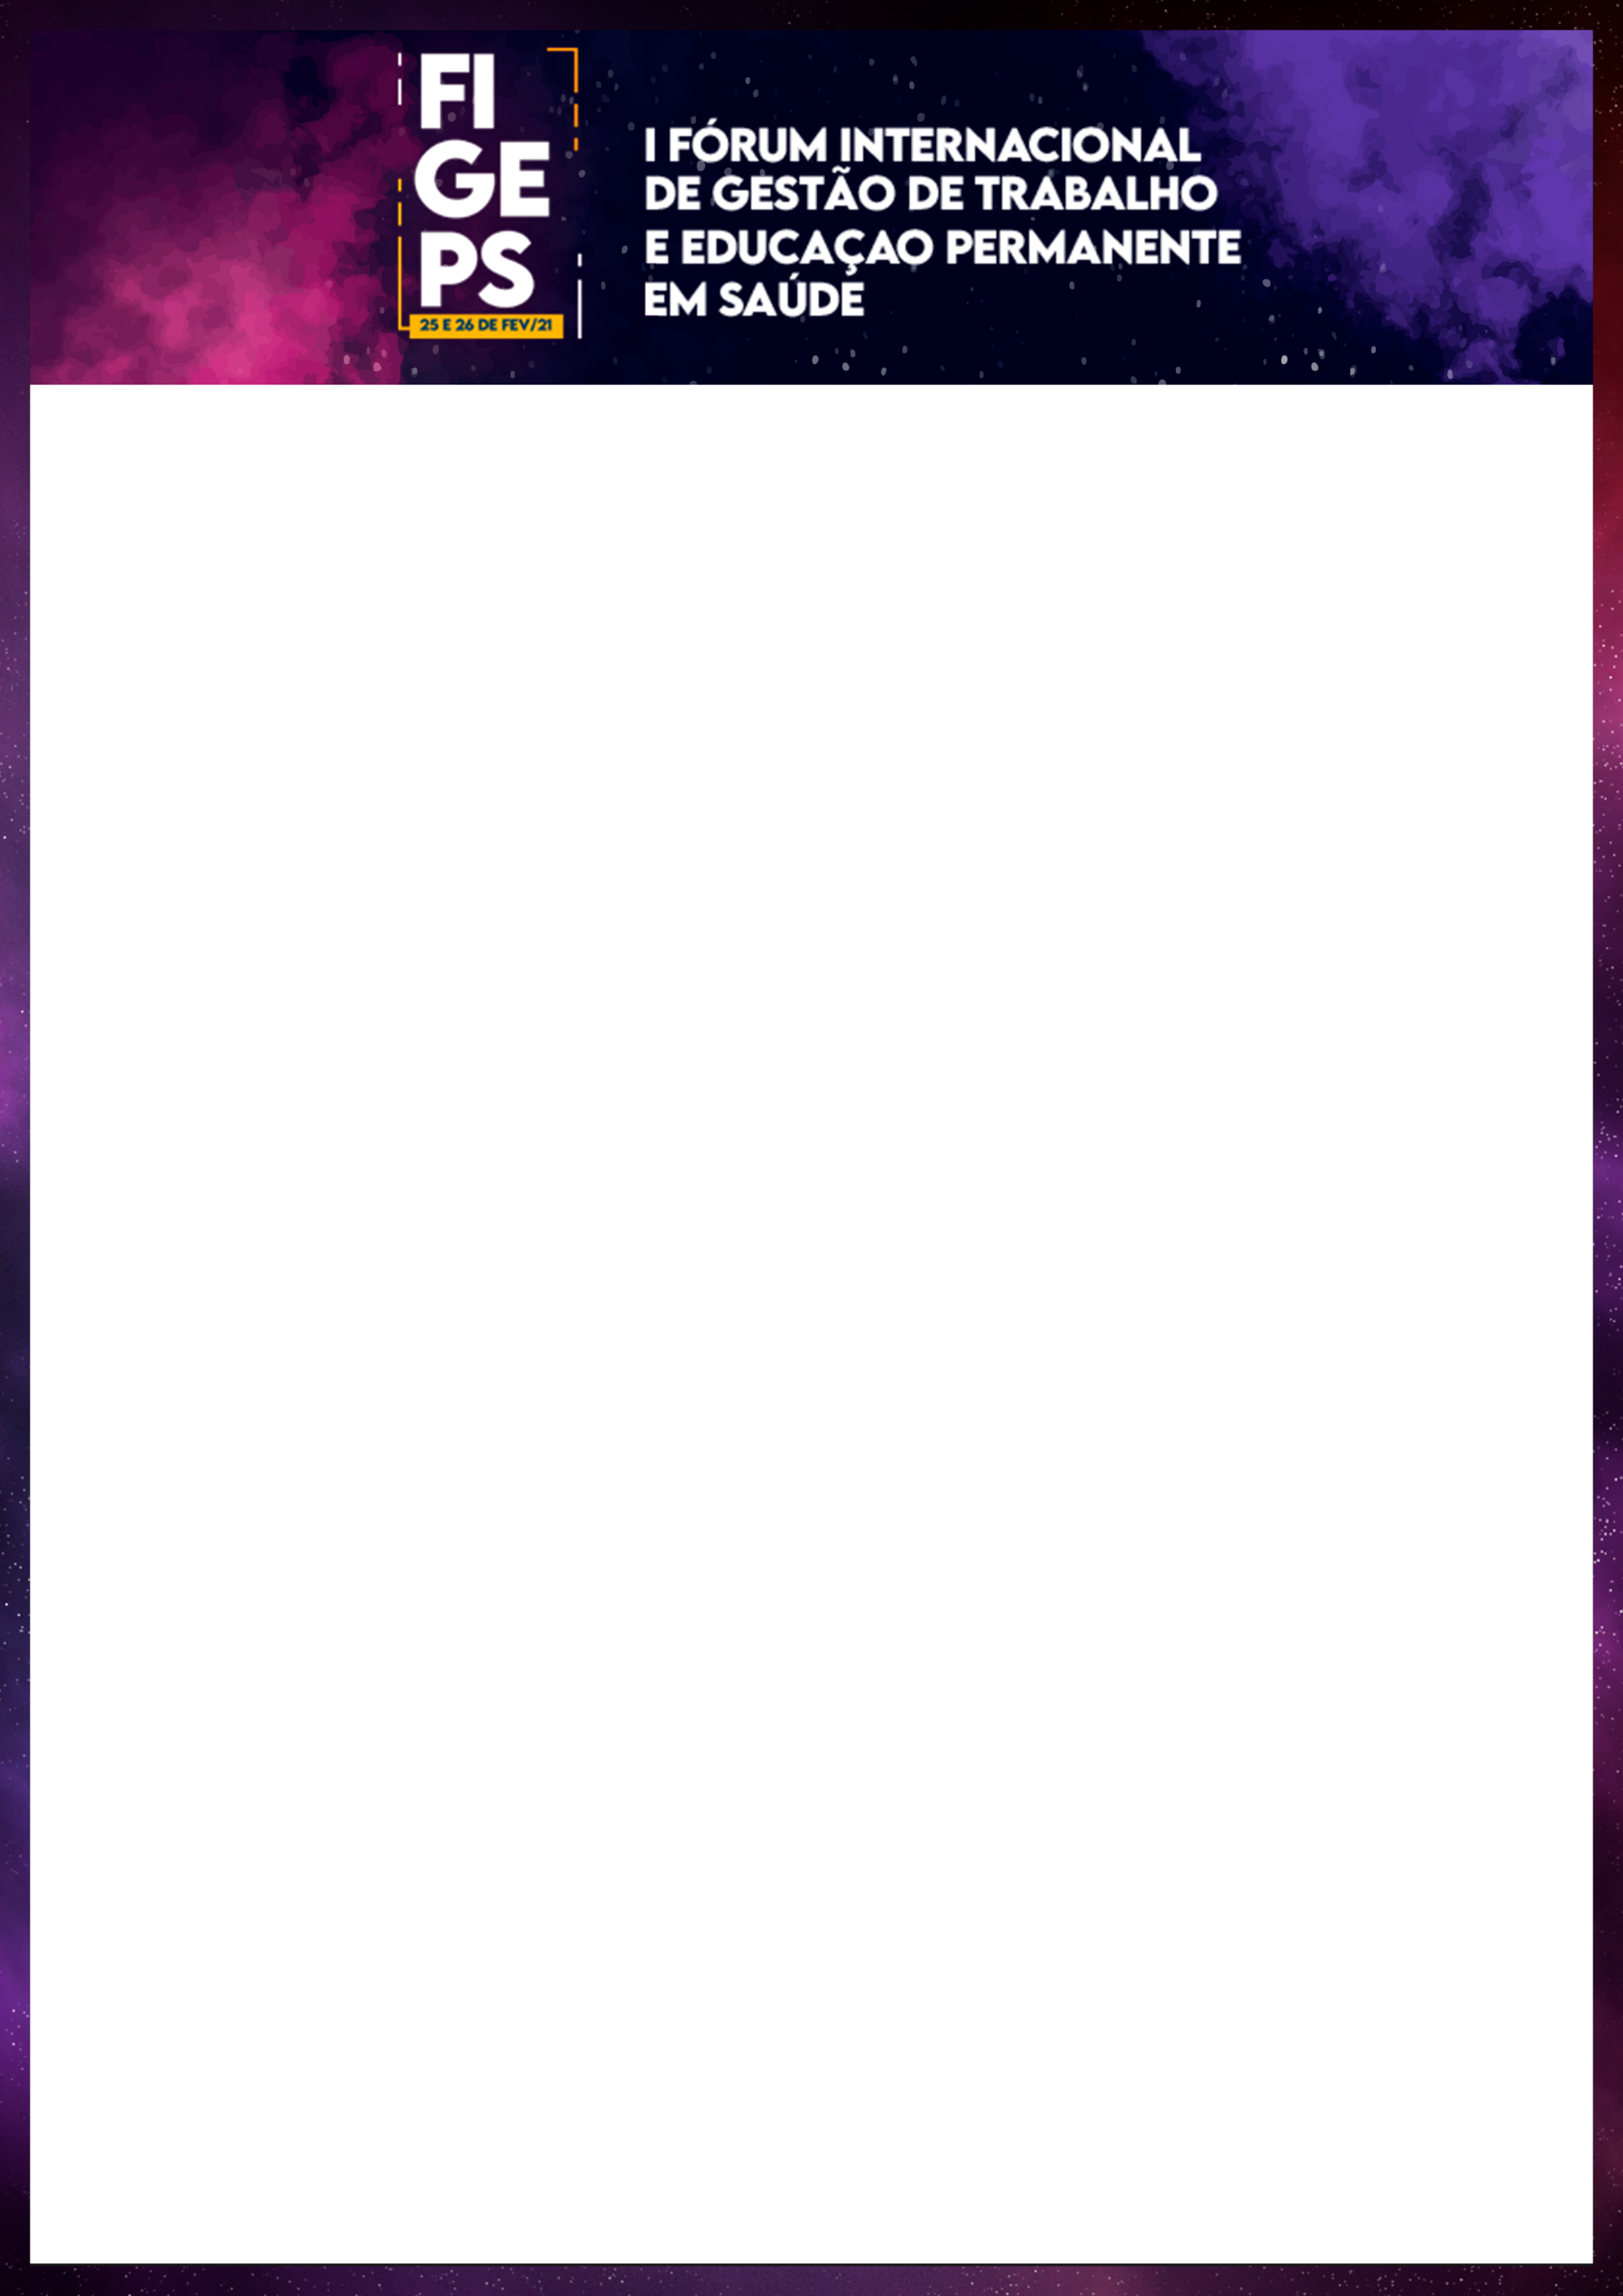 FI
GE
PS
25 E 26 DE FEV/21
I FÓRUM INTERNACIONAL
DE GESTÃO DE TRABALHO
E EDUCAÇAO PERMANENTE
EM SAÚDE